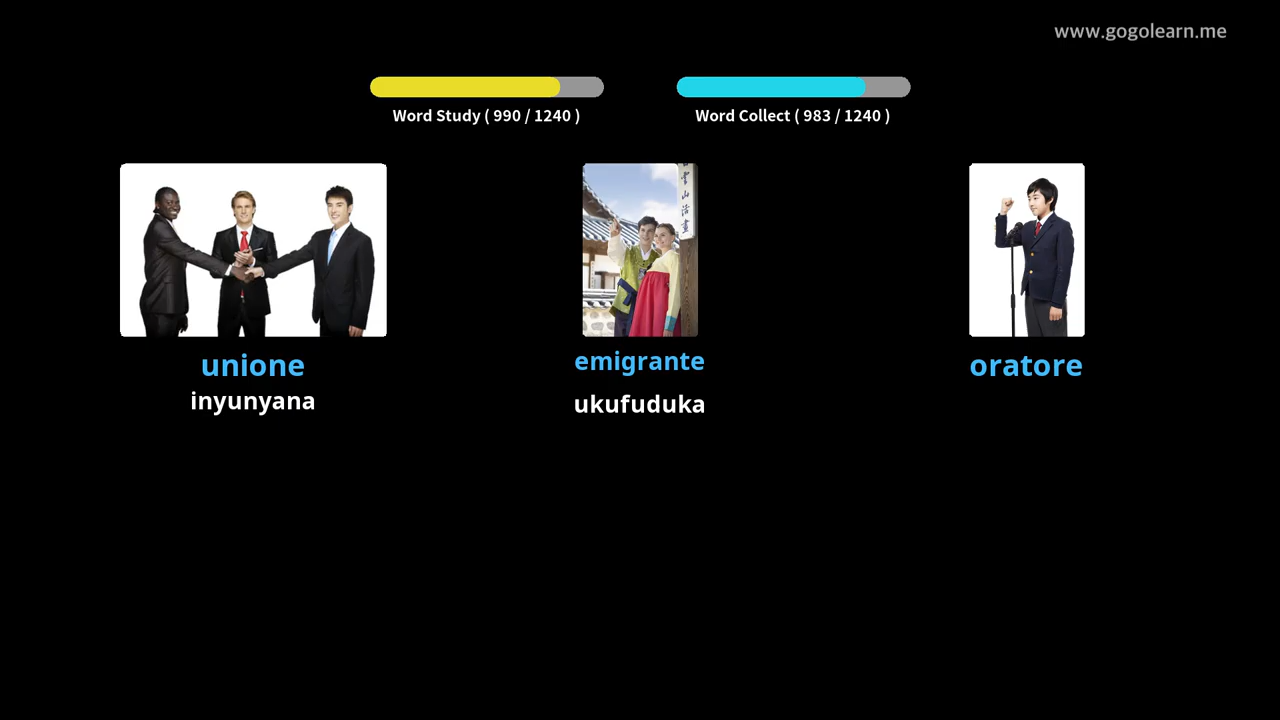 www.gogolearn.me
Word Study ( 990 / 1240 )
Word Collect ( 983 / 1240 )
unione
inyunyana
emigrante
ukufuduka
oratore